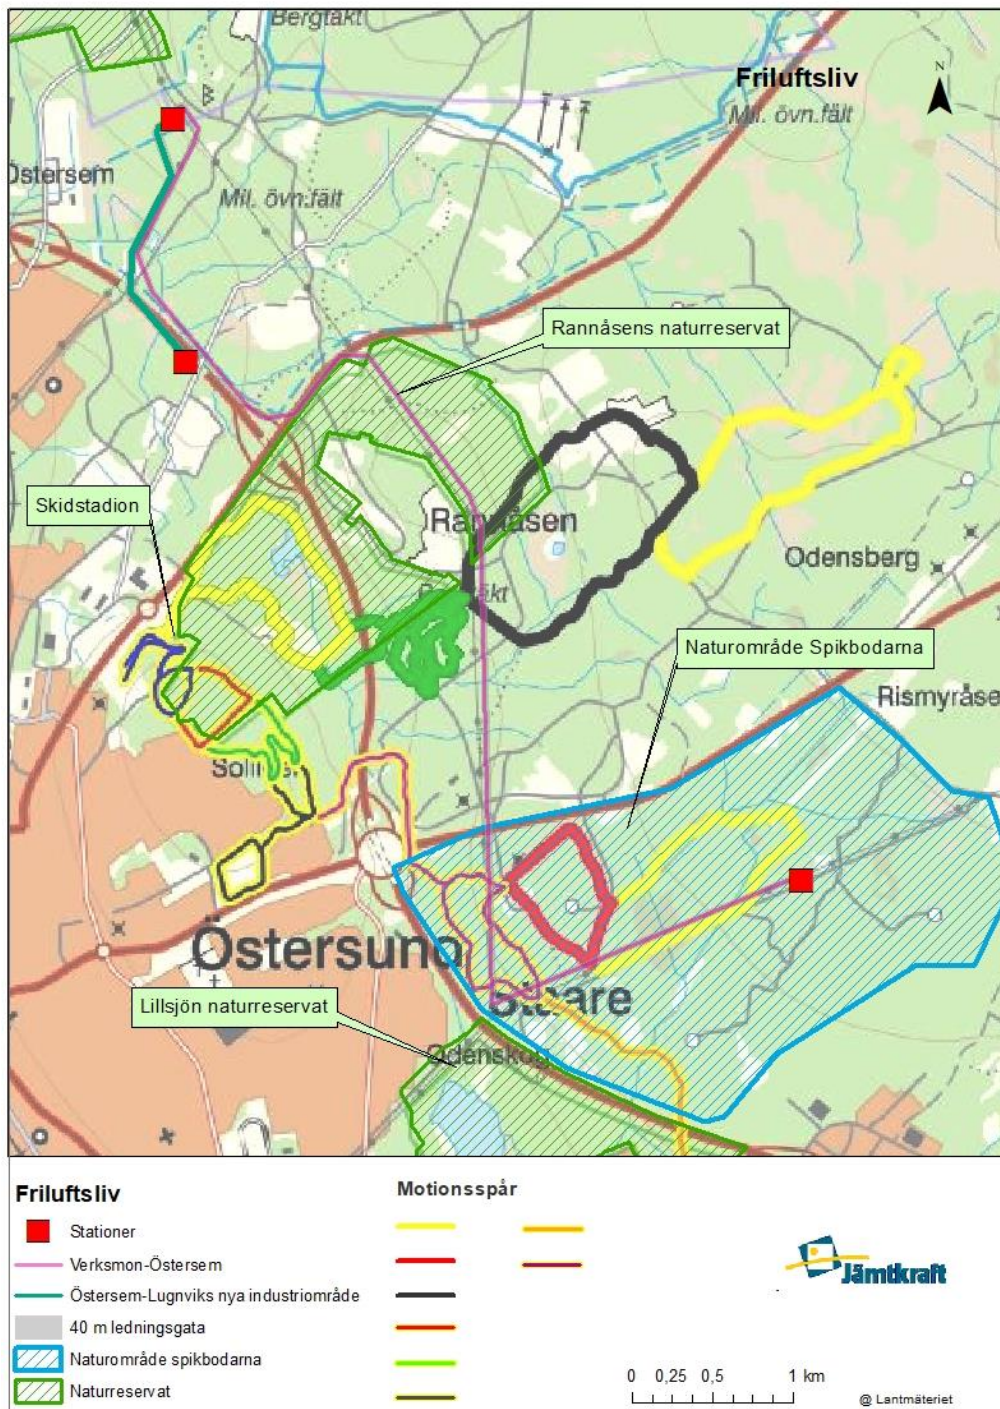 Bergtäkt
Friluftsliv
N
Mil. övn.fält
Östersem
Mil. övn.fält
Rannåsens naturreservat
Skidstadion
Rannåsen
Odensberg
Naturområde Spikbodarna
Rismyråse
Östersund
Lillsjön naturreservat
Odenskog
Friluftsliv
Motionsspår
Stationer
Verksmon-Östersem
Östersem-Lugnviks nya industriområde
40 m ledningsgata
Naturområde spikbodarna
Naturreservat
Jämtkraft
0 0,25 0,5 1 km
@ Lantmäteriet